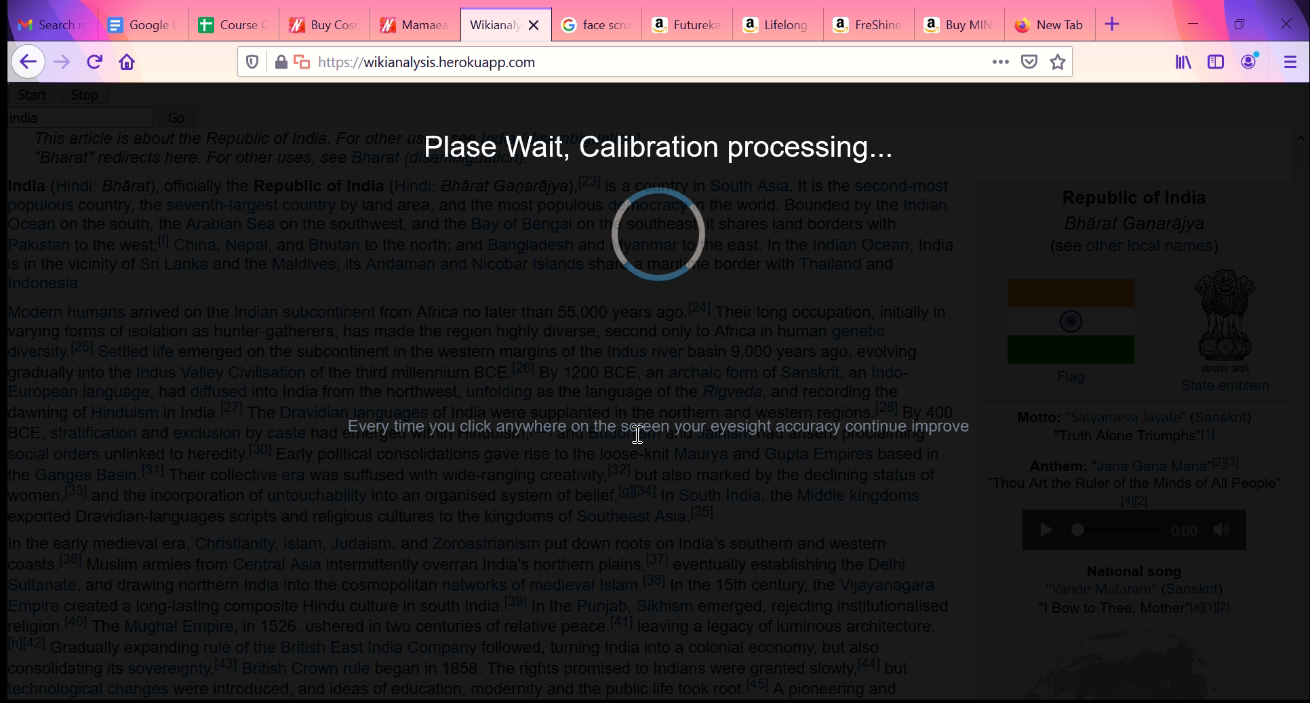 Search r
Google D
Course C
Buy Cosm
Mamaea
Wikianaly
face scru
Futureka
Lifelong
FreShine
Buy MIN
New Tab
https://wikianalysis.herokuapp.com
Start Stop
india Go
Plase Wait, Calibration processing...
This article is about the Republic of India. For other uses, see India
"Bharat" redirects here. For other uses, see Bharat (disambiguation).
India (Hindi: Bhārat), officially the Republic of India (Hindi: Bhārat Gaṇarājya),[23] is a country in South Asia. It is the second-most
populous country, the seventh-largest country by land area, and the most populous democracy in the world. Bounded by the Indian
Ocean on the south, the Arabian Sea on the southwest, and the Bay of Bengal on the southeast it shares land borders with
Pakistan to the west;[f] China, Nepal, and Bhutan to the north; and Bangladesh and Myanmar to the east. In the Indian Ocean, India
is in the vicinity of Sri Lanka and the Maldives; its Andaman and Nicobar Islands share a maritime border with Thailand and
Indonesia.
Modern humans arrived on the Indian subcontinent from Africa no later than 55,000 years ago.[24] Their long occupation, initially in
varying forms of isolation as hunter-gatherers, has made the region highly diverse, second only to Africa in human genetic
diversity.[25] Settled life emerged on the subcontinent in the western margins of the Indus river basin 9,000 years ago, evolving
gradually into the Indus Valley Civilisation of the third millennium BCE.[26] By 1200 BCE, an archaic form of Sanskrit, an Indo-
European language, had diffused into India from the northwest, unfolding as the language of the Rigveda, and recording the
dawning of Hinduism in India.[27] The Dravidian languages of India were supplanted in the northern and western regions.[28] By 400
BCE, stratification and exclusion by caste had emerged within Hinduism, and Buddhism and Jainism had arisen, proclaiming
Every time you click anywhere on the screen your eyesight accuracy continue improve
social orders unlinked to heredity.[30] Early political consolidations gave rise to the loose-knit Maurya and Gupta Empires based in
the Ganges Basin.[31] Their collective era was suffused with wide-ranging creativity,[32] but also marked by the declining status of
women,[33] and the incorporation of untouchability into an organised system of belief.[g][34] In South India, the Middle kingdoms
exported Dravidian-languages scripts and religious cultures to the kingdoms of Southeast Asia.[35]
In the early medieval era, Christianity, Islam, Judaism, and Zoroastrianism put down roots on India's southern and western
coasts.[36] Muslim armies from Central Asia intermittently overran India's northern plains,[37] eventually establishing the Delhi
Sultanate, and drawing northern India into the cosmopolitan networks of medieval Islam.[38] In the 15th century, the Vijayanagara
Empire created a long-lasting composite Hindu culture in south India.[39] In the Punjab, Sikhism emerged, rejecting institutionalised
religion.[40] The Mughal Empire, in 1526, ushered in two centuries of relative peace,[41] leaving a legacy of luminous architecture.
[h][42] Gradually expanding rule of the British East India Company followed, turning India into a colonial economy, but also
consolidating its sovereignty.[43] British Crown rule began in 1858. The rights promised to Indians were granted slowly,[44] but
technological changes were introduced, and ideas of education, modernity and the public life took root.[45] A pioneering and
Republic of India
Bhārat Gaṇarājya
(see other local names)
Flag
सत्यमेव जयते
State emblem
Motto: "Satyameva Jayate" (Sanskrit)
"Truth Alone Triumphs"[1]
Anthem: "Jana Gana Mana"[2][3]
"Thou Art the Ruler of the Minds of All People"
[4][2]
0:00
National song
"Vande Mataram" (Sanskrit)
"I Bow to Thee, Mother"[a][1][2]